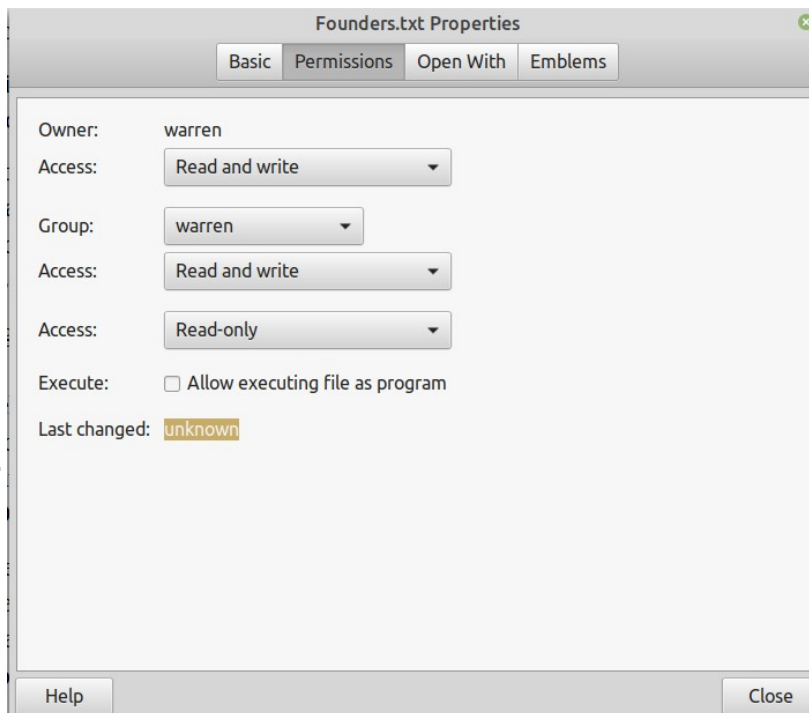 Founders.txt Properties
Basic Permissions Open With Emblems
Owner: warren
Access: Read and write
Group: warren
Access: Read and write
Access: Read-only
Execute: Allow executing file as program
Last changed: unknown
Help Close